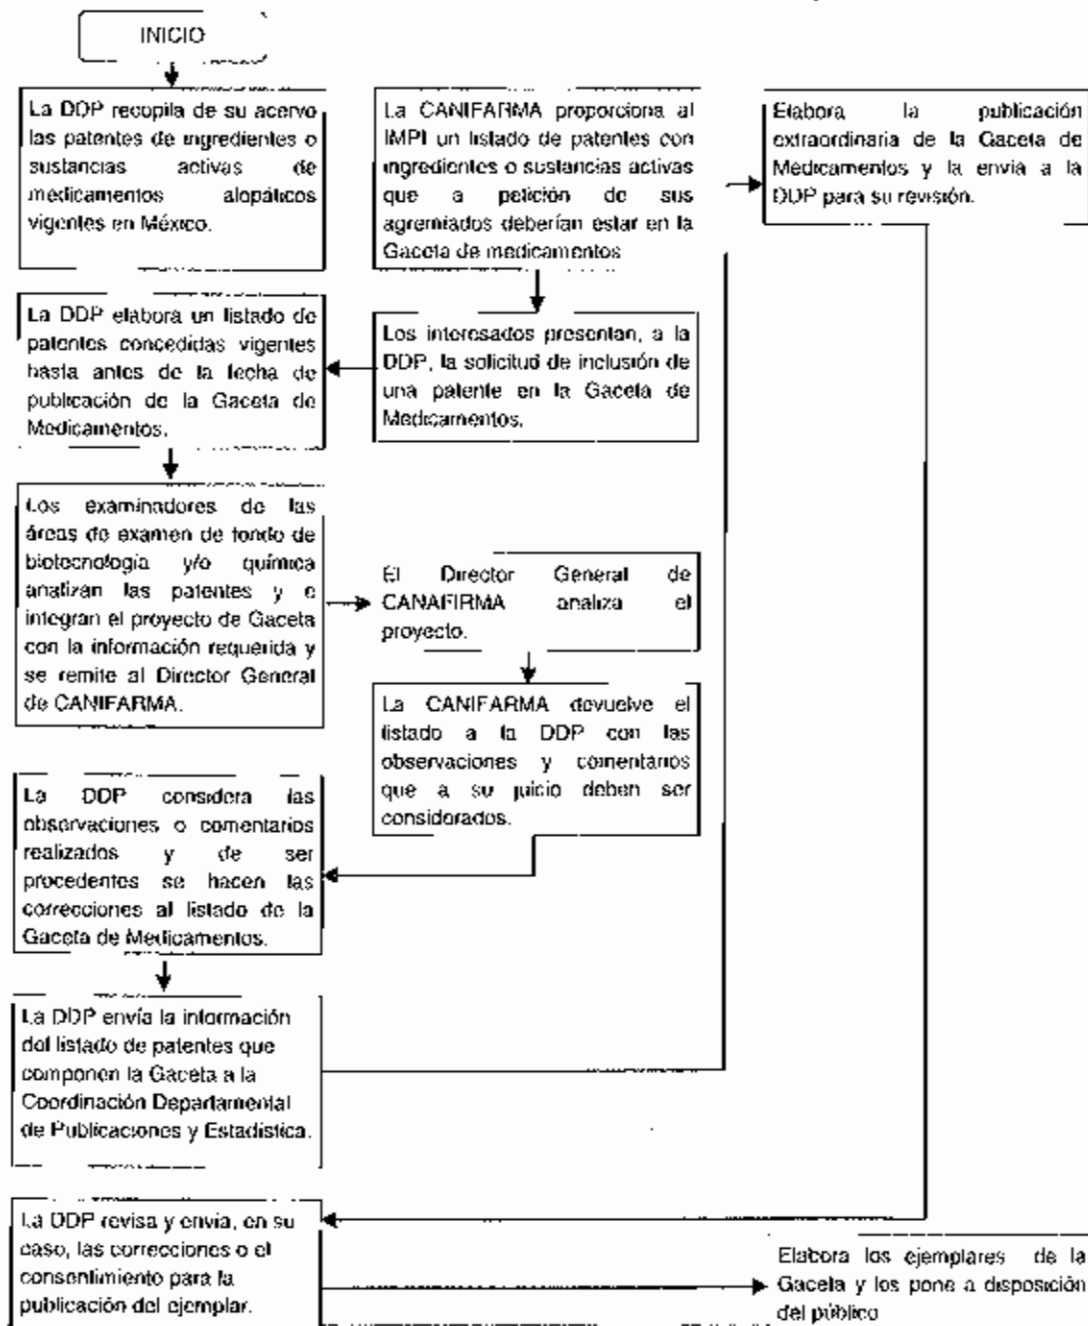 INICIO
La DDP recopila de su acervo
las patentes de ingredientes o
sustancias activas de
medicamentos alopáticos
vigentes en México.
La CANIFARMA proporciona al
IMPI un listado de patentes con
ingredientes o sustancias activas
que a petición de sus
agremiados deberían estar en la
Gaceta de medicamentos
Elabora la publicación
extraordinaria de la Gaceta de
Medicamentos y la envía a la
DDP para su revisión.
La DDP elabora un listado de
patentes concedidas vigentes
hasta antes de la fecha de
publicación de la Gaceta de
Medicamentos.
Los interesados presentan, a la
DDP, la solicitud de inclusión de
una patente en la Gaceta de
Medicamentos.
Los examinadores de las
áreas de examen de fondo de
biotecnología y/o química
analizan las patentes y e
integran el proyecto de Gaceta
con la información requerida y
se remite al Director General
de CANIFARMA.
El Director General de
CANAFIRMA analiza el
proyecto.
La CANIFARMA devuelve el
listado a la DDP con las
observaciones y comentarios
que a su juicio deben ser
considerados.
La DDP considera las
observaciones o comentarios
realizados y de ser
procedentes se hacen las
correcciones al listado de la
Gaceta de Medicamentos.
La DDP envía la información
del listado de patentes que
componen la Gaceta a la
Coordinación Departamental
de Publicaciones y Estadística.
La DDP revisa y envia, en su
caso, las correcciones o el
consentimiento para la
publicación del ejemplar.
Elabora los ejemplares de la
Gaceta y los pone a disposición
del público